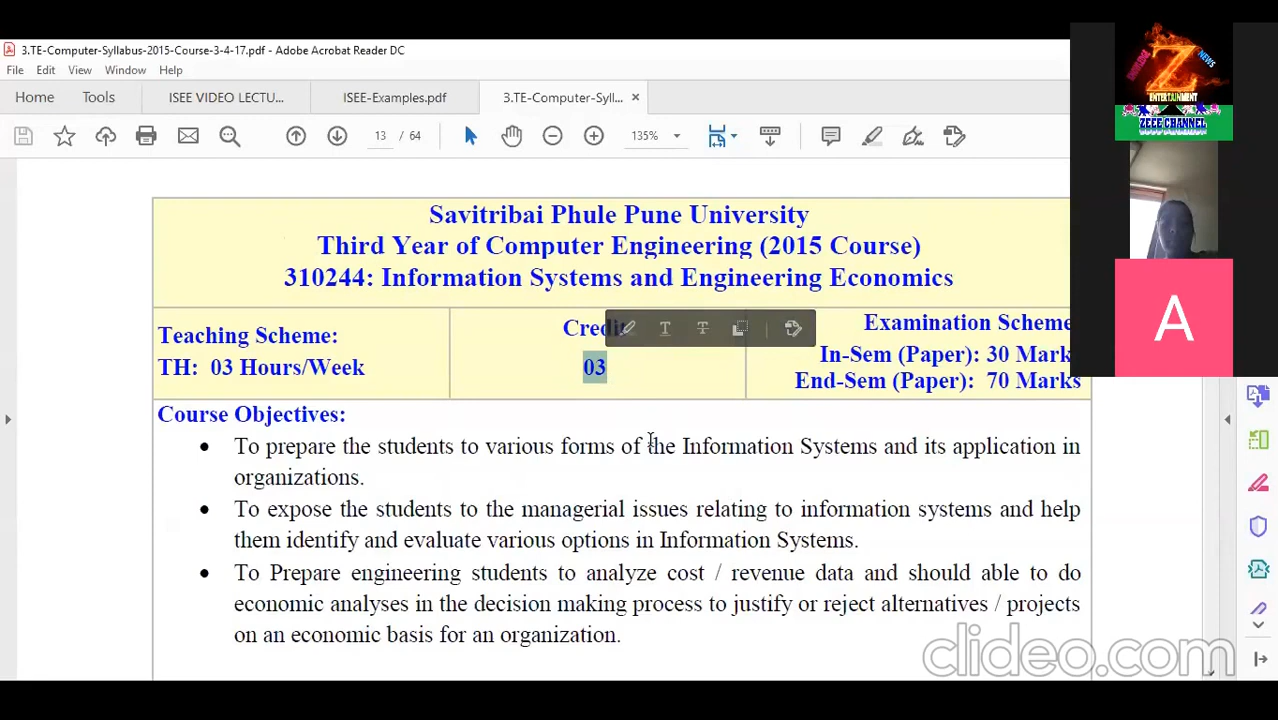 3.TE-Computer-Syllabus-2015-Course-3-4-17.pdf - Adobe Acrobat Reader DC
File Edit View Window Help
Home Tools ISEE VIDEO LECTU... ISEE-Examples.pdf 3.TE-Computer-Syll... ×
13 / 64 135%
Savitribai Phule Pune University
Third Year of Computer Engineering (2015 Course)
310244: Information Systems and Engineering Economics
Teaching Scheme:
TH: 03 Hours/Week
Credit
03
Examination Scheme
In-Sem (Paper): 30 Mark
End-Sem (Paper): 70 Marks
Course Objectives:
• To prepare the students to various forms of the Information Systems and its application in
organizations.
• To expose the students to the managerial issues relating to information systems and help
them identify and evaluate various options in Information Systems.
• To Prepare engineering students to analyze cost / revenue data and should able to do
economic analyses in the decision making process to justify or reject alternatives / projects
on an economic basis for an organization.
KNOWLEDGE
Z
NEWS
ENTERTAINMENT
ZEEE CHANNEL
A
clideo.com